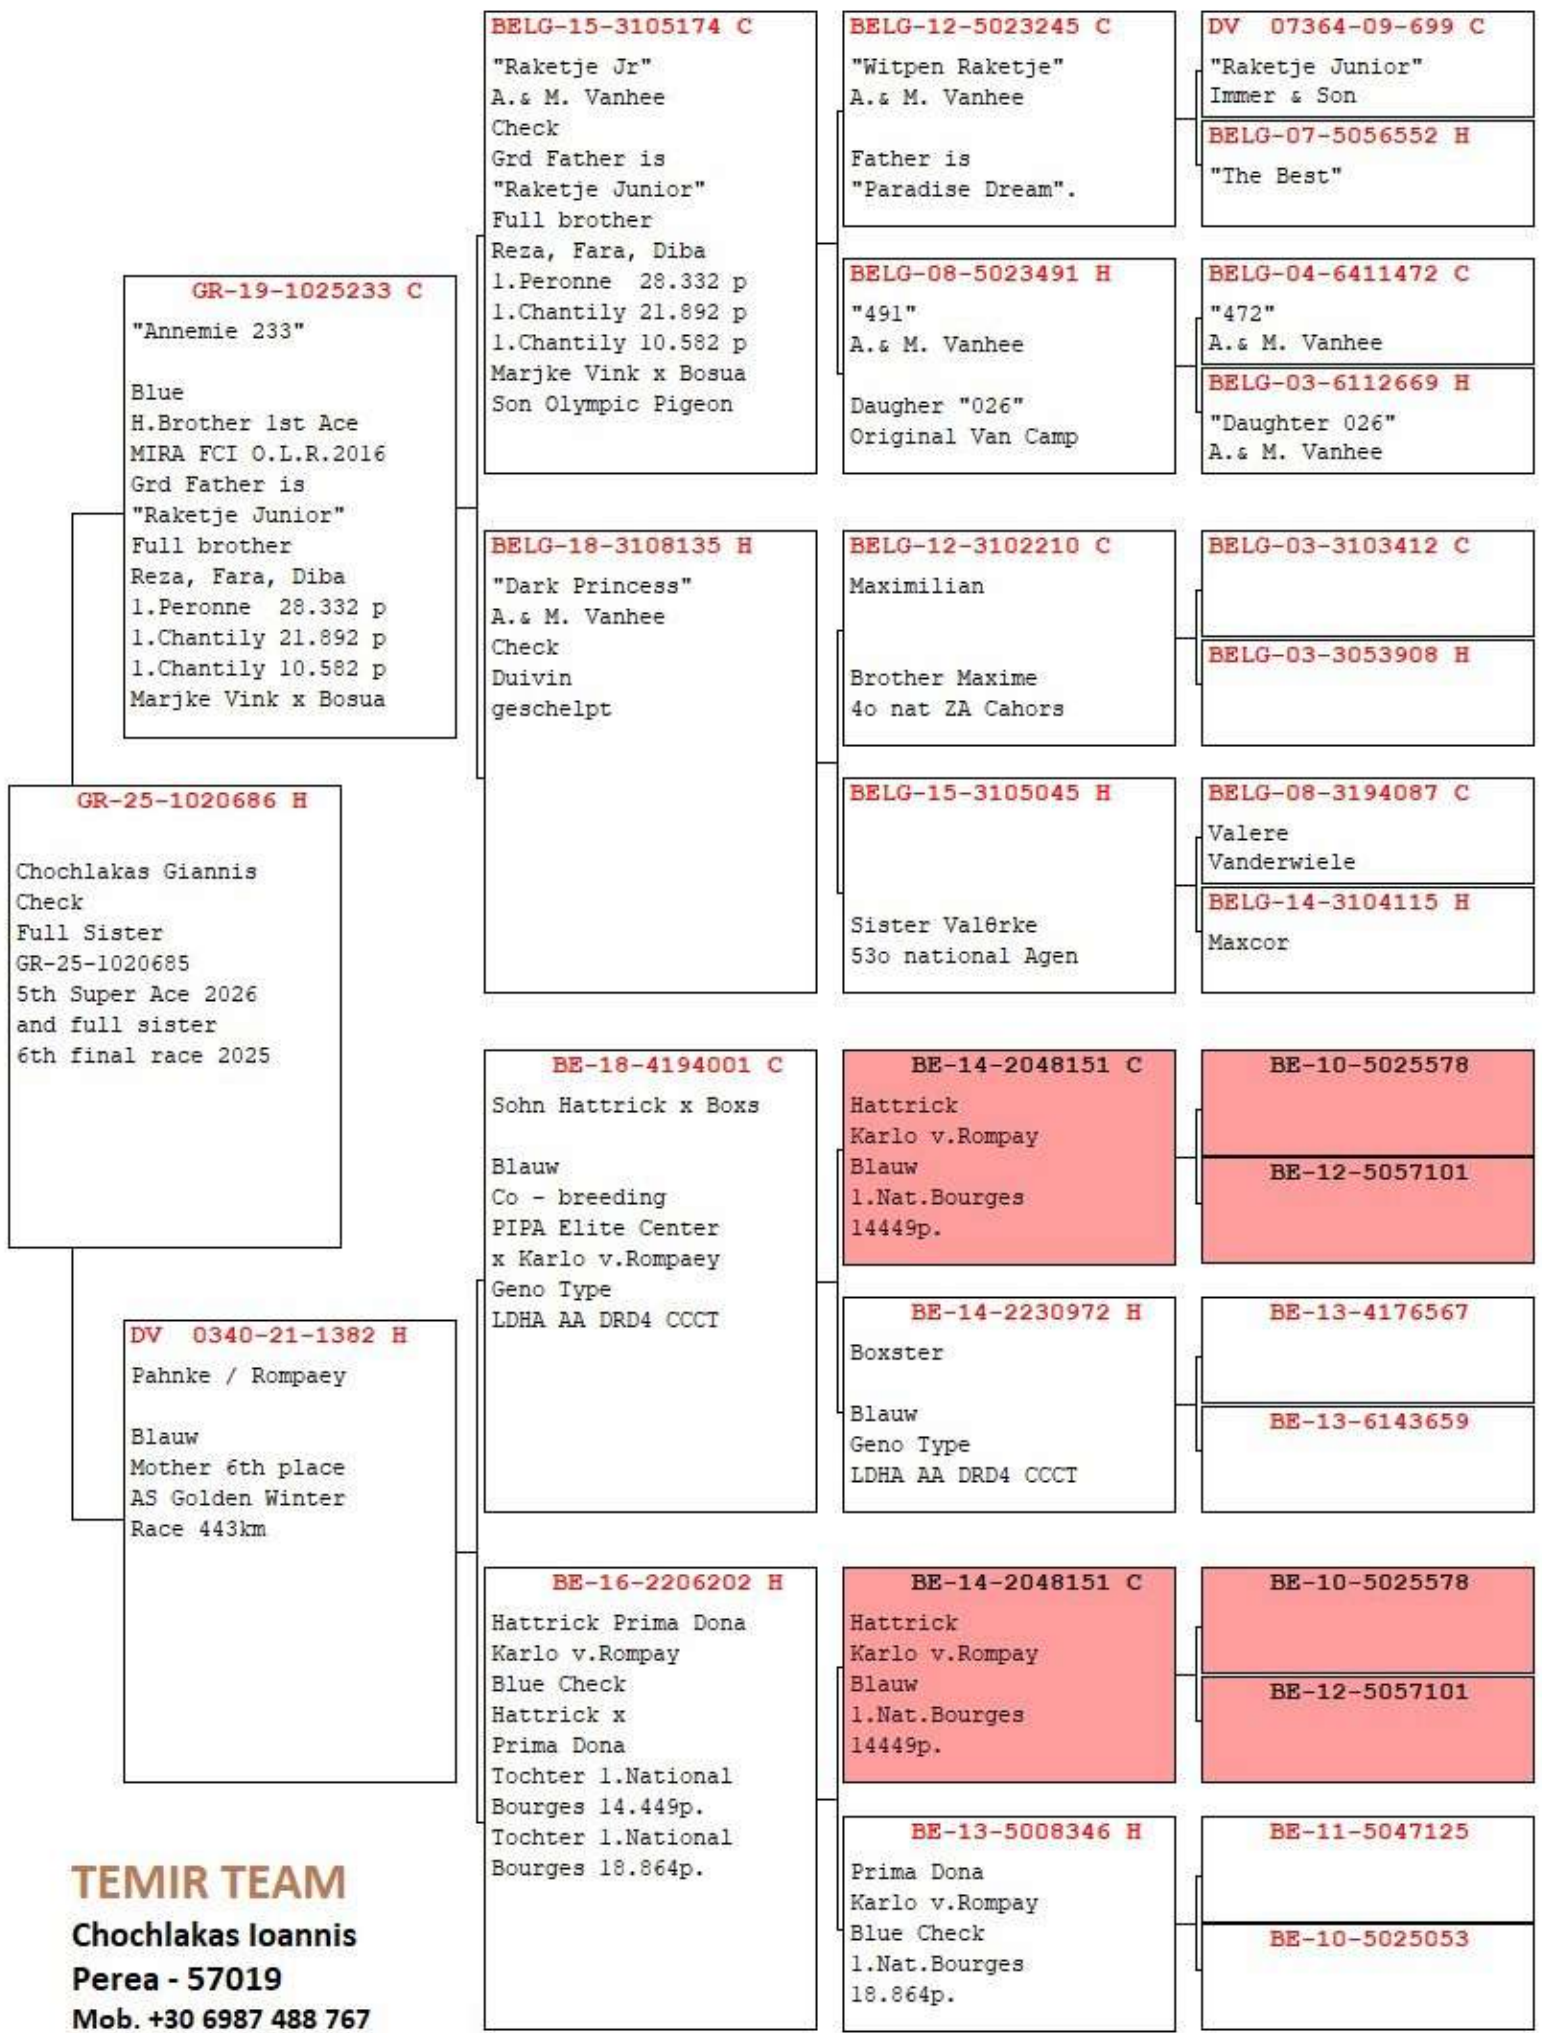 GR-25-1020686 H
Chochlakas Giannis
Check
Full Sister
GR-25-1020685
5th Super Ace 2026
and full sister
6th final race 2025
GR-19-1025233 C
"Annemie 233"
Blue
H.Brother 1st Ace
MIRA FCI O.L.R.2016
Grd Father is
"Raketje Junior"
Full brother
Reza, Fara, Diba
1.Peronne 28.332 p
1.Chantily 21.892 p
1.Chantily 10.582 p
Marjke Vink x Bosua
DV 0340-21-1382 H
Pahnke / Rompaey
Blauw
Mother 6th place
AS Golden Winter
Race 443km
BELG-15-3105174 C
"Raketje Jr"
A.& M. Vanhee
Check
Grd Father is
"Raketje Junior"
Full brother
Reza, Fara, Diba
1.Peronne 28.332 p
1.Chantily 21.892 p
1.Chantily 10.582 p
Marjke Vink x Bosua
Son Olympic Pigeon
BELG-18-3108135 H
"Dark Princess"
A.& M. Vanhee
Check
Duivin
geschelpt
BE-18-4194001 C
Sohn Hattrick x Boxs
Blauw
Co - breeding
PIPA Elite Center
x Karlo v.Rompaey
Geno Type
LDHA AA DRD4 CCCT
BE-16-2206202 H
Hattrick Prima Dona
Karlo v.Rompay
Blue Check
Hattrick x
Prima Dona
Tochter 1.National
Bourges 14.449p.
Tochter 1.National
Bourges 18.864p.
BELG-12-5023245 C
"Witpen Raketje"
A.& M. Vanhee
Father is
"Paradise Dream".
BELG-08-5023491 H
"491"
A.& M. Vanhee
Daugher "026"
Original Van Camp
BELG-12-3102210 C
Maximilian
Brother Maxime
4o nat ZA Cahors
BELG-15-3105045 H
Sister Valθrke
53o national Agen
BE-14-2048151 C
Hattrick
Karlo v.Rompay
Blauw
1.Nat.Bourges
14449p.
BE-14-2230972 H
Boxster
Blauw
Geno Type
LDHA AA DRD4 CCCT
BE-14-2048151 C
Hattrick
Karlo v.Rompay
Blauw
1.Nat.Bourges
14449p.
BE-13-5008346 H
Prima Dona
Karlo v.Rompay
Blue Check
1.Nat.Bourges
18.864p.
DV 07364-09-699 C
"Raketje Junior"
Immer & Son
BELG-07-5056552 H
"The Best"
BELG-04-6411472 C
"472"
A.& M. Vanhee
BELG-03-6112669 H
"Daughter 026"
A.& M. Vanhee
BELG-03-3103412 C
BELG-03-3053908 H
BELG-08-3194087 C
Valere
Vanderwiele
BELG-14-3104115 H
Maxcor
BE-10-5025578
BE-12-5057101
BE-13-4176567
BE-13-6143659
BE-10-5025578
BE-12-5057101
BE-11-5047125
BE-10-5025053
TEMIR TEAM
Chochlakas Ioannis
Perea - 57019
Mob. +30 6987 488 767